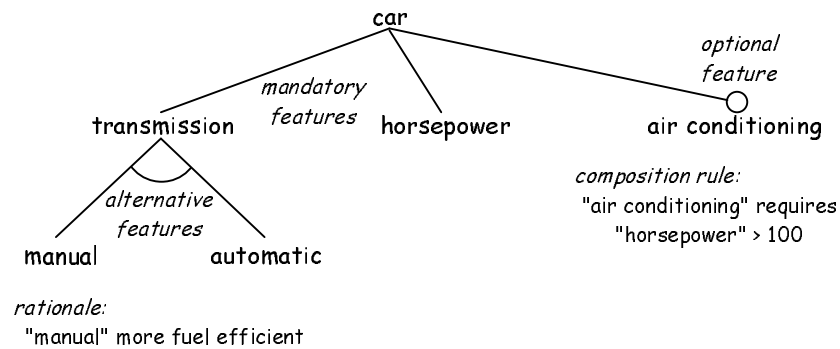 car
optional
feature
mandatory
features
transmission
horsepower
air conditioning
alternative
features
manual
automatic
composition rule:
"air conditioning" requires
"horsepower" > 100
rationale:
"manual" more fuel efficient